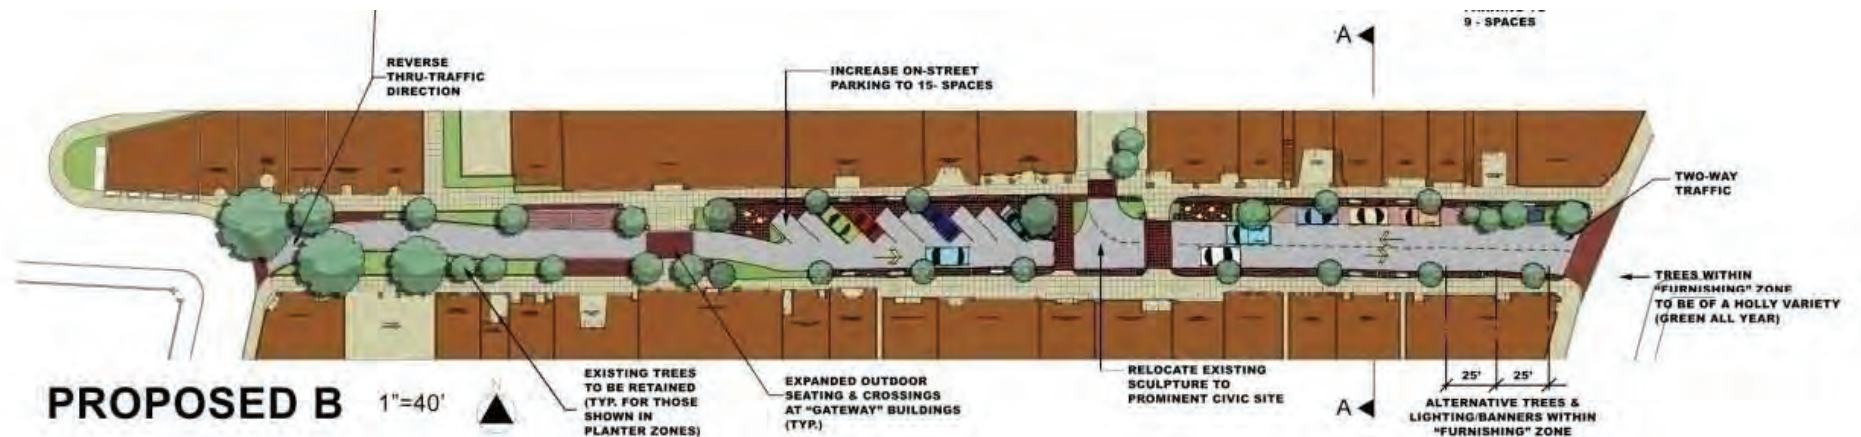 9 - SPACES
A
REVERSE
THRU-TRAFFIC
DIRECTION
INCREASE ON-STREET
PARKING TO 15- SPACES
TWO-WAY
TRAFFIC
TREES WITHIN
"FURNISHING" ZONE
TO BE OF A HOLLY VARIETY
(GREEN ALL YEAR)
PROPOSED B
1"=40'
N
EXISTING TREES
TO BE RETAINED
(TYP. FOR THOSE
SHOWN IN
PLANTER ZONES)
EXPANDED OUTDOOR
SEATING & CROSSINGS
AT "GATEWAY" BUILDINGS
(TYP.)
RELOCATE EXISTING
SCULPTURE TO
PROMINENT CIVIC SITE
A
25' 25'
ALTERNATIVE TREES &
LIGHTING/BANNERS WITHIN
"FURNISHING" ZONE